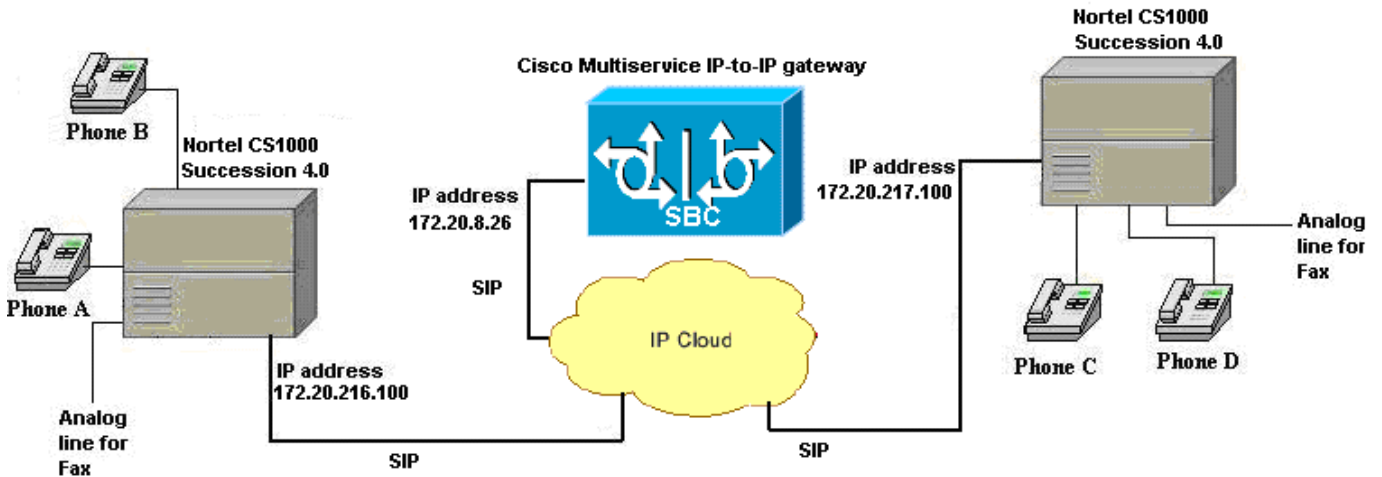 Nortel CS1000
Succession 4.0
Cisco Multiservice IP-to-IP gateway
Phone B
Nortel CS1000
Succession 4.0
IP address
172.20.8.26
SBC
IP address
172.20.217.100
Analog
line for
Fax
SIP
Phone A
IP Cloud
Phone C
Phone D
IP address
172.20.216.100
Analog
line for
Fax
SIP
SIP